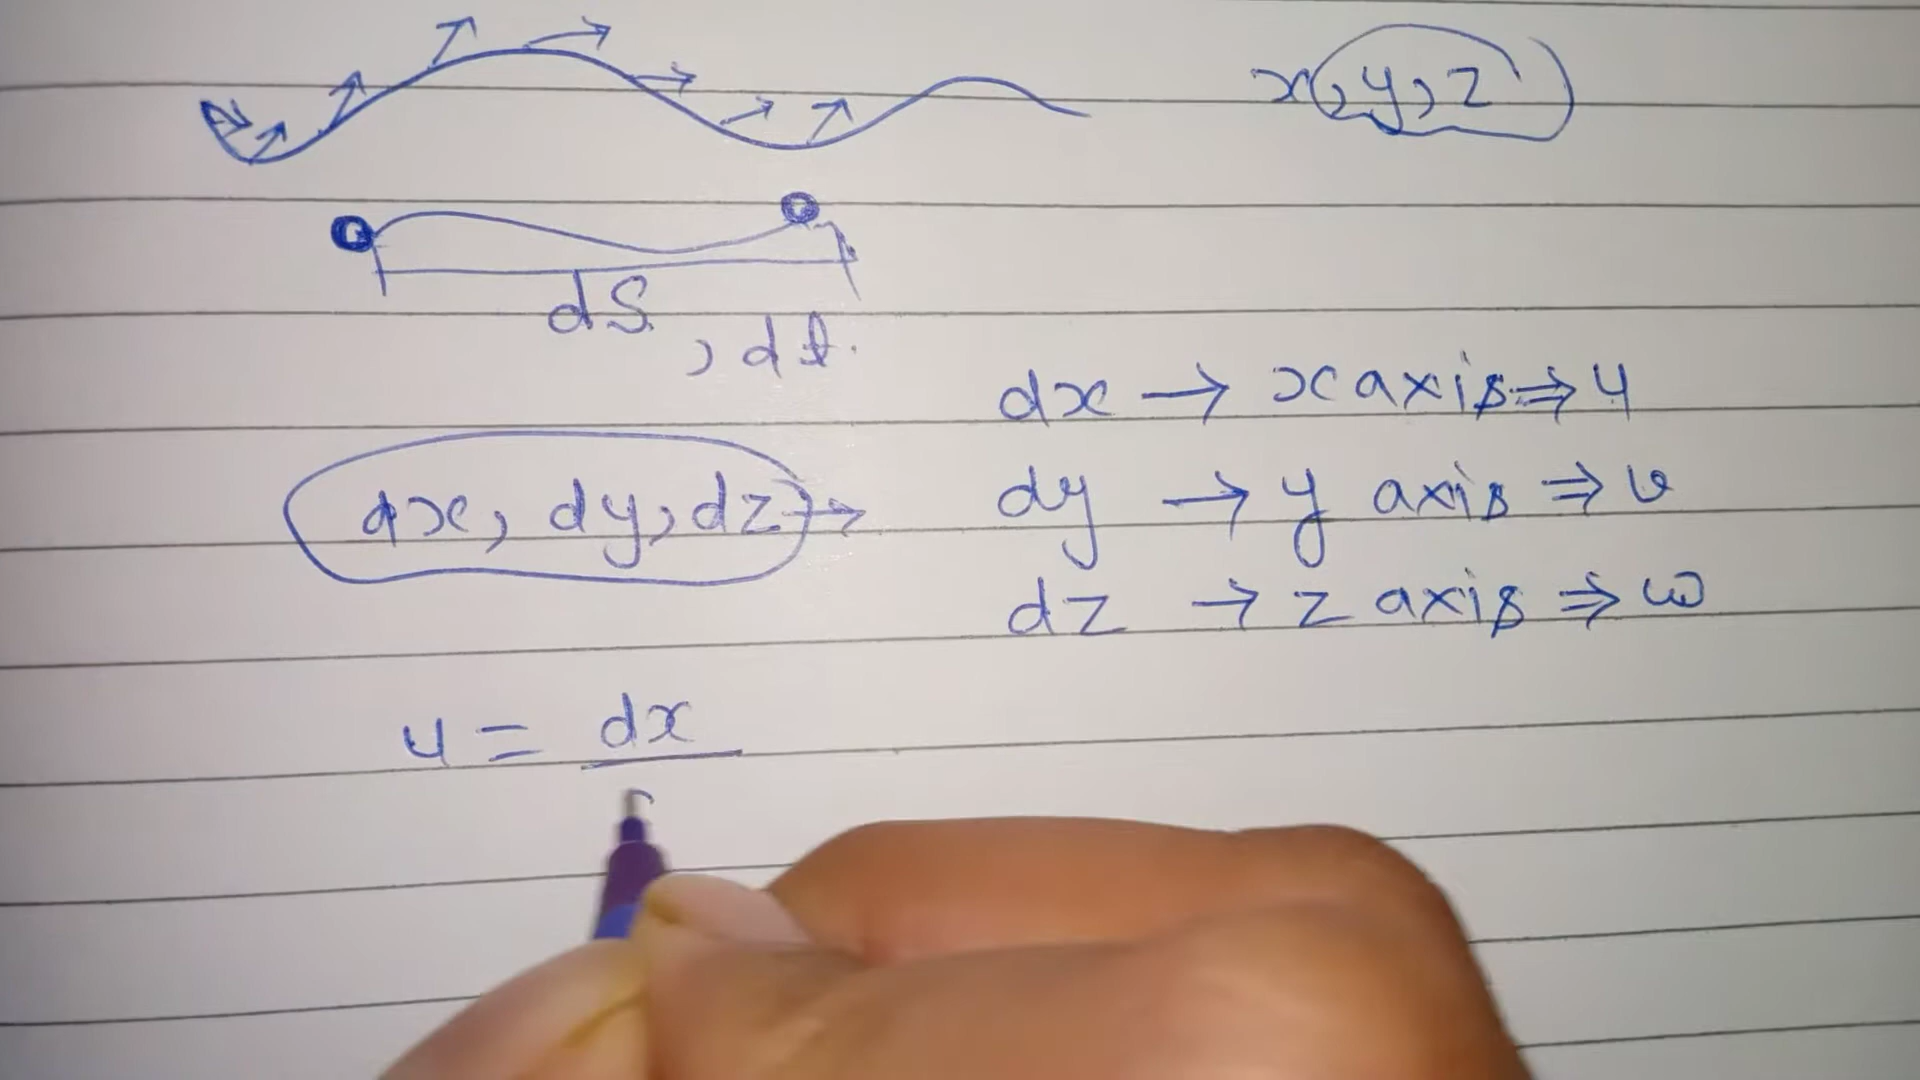 x, y, z
dS
, dt.
dx → x axis ⇒ u
dx, dy, dz →
dy → y axis ⇒ v
dz → z axis ⇒ w
u = dx